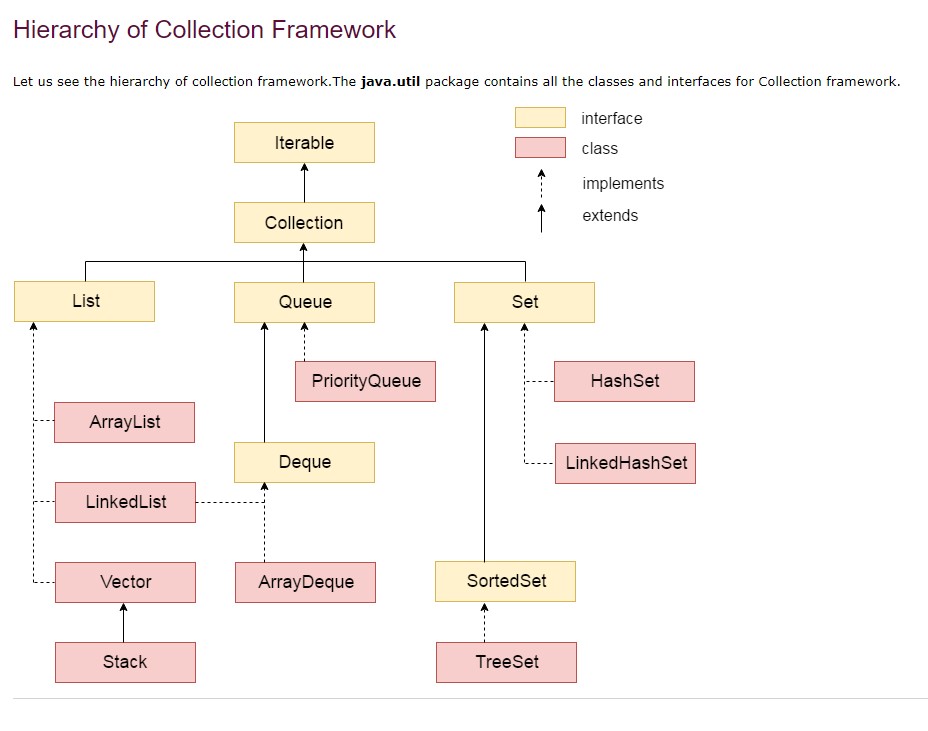 Hierarchy of Collection Framework
Let us see the hierarchy of collection framework.The java.util package contains all the classes and interfaces for Collection framework.
interface
class
implements
extends
Iterable
Collection
List
Queue
Set
PriorityQueue
HashSet
ArrayList
Deque
LinkedHashSet
LinkedList
Vector
ArrayDeque
SortedSet
Stack
TreeSet